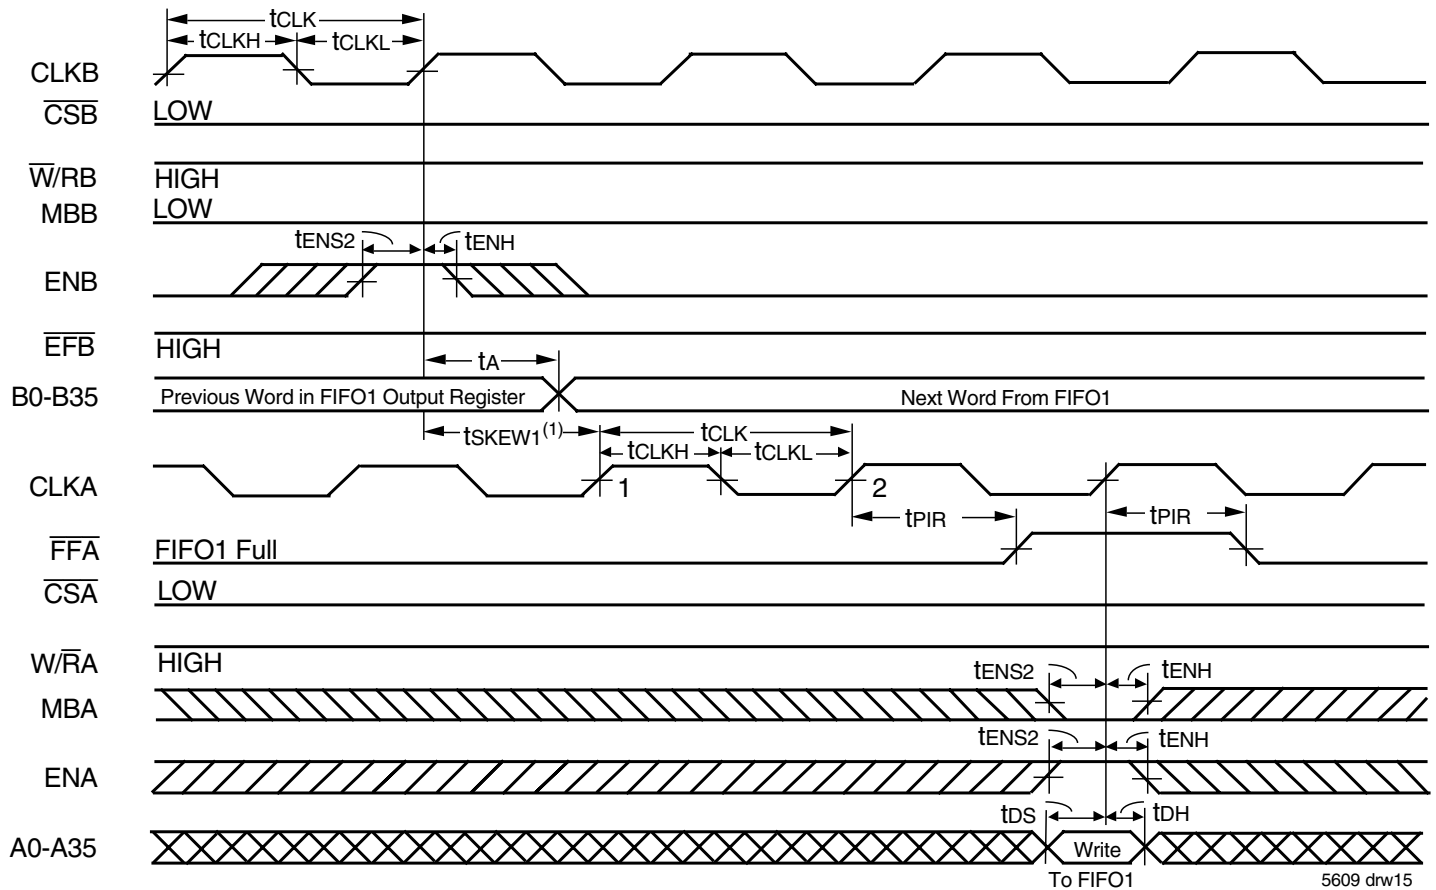 tCLK
tCLKH tCLKL
CLKB
CSB LOW
W/RB HIGH
MBB LOW
tENS2 tENH
ENB
EFB HIGH
tA
B0-B35 Previous Word in FIFO1 Output Register Next Word From FIFO1
tSKEW1(1) tCLK
tCLKH tCLKL
CLKA 1 2
tPIR tPIR
FFA FIFO1 Full
CSA LOW
W/RA HIGH
tENS2 tENH
MBA
tENS2 tENH
ENA
tDS tDH
A0-A35 Write
To FIFO1 5609 drw15